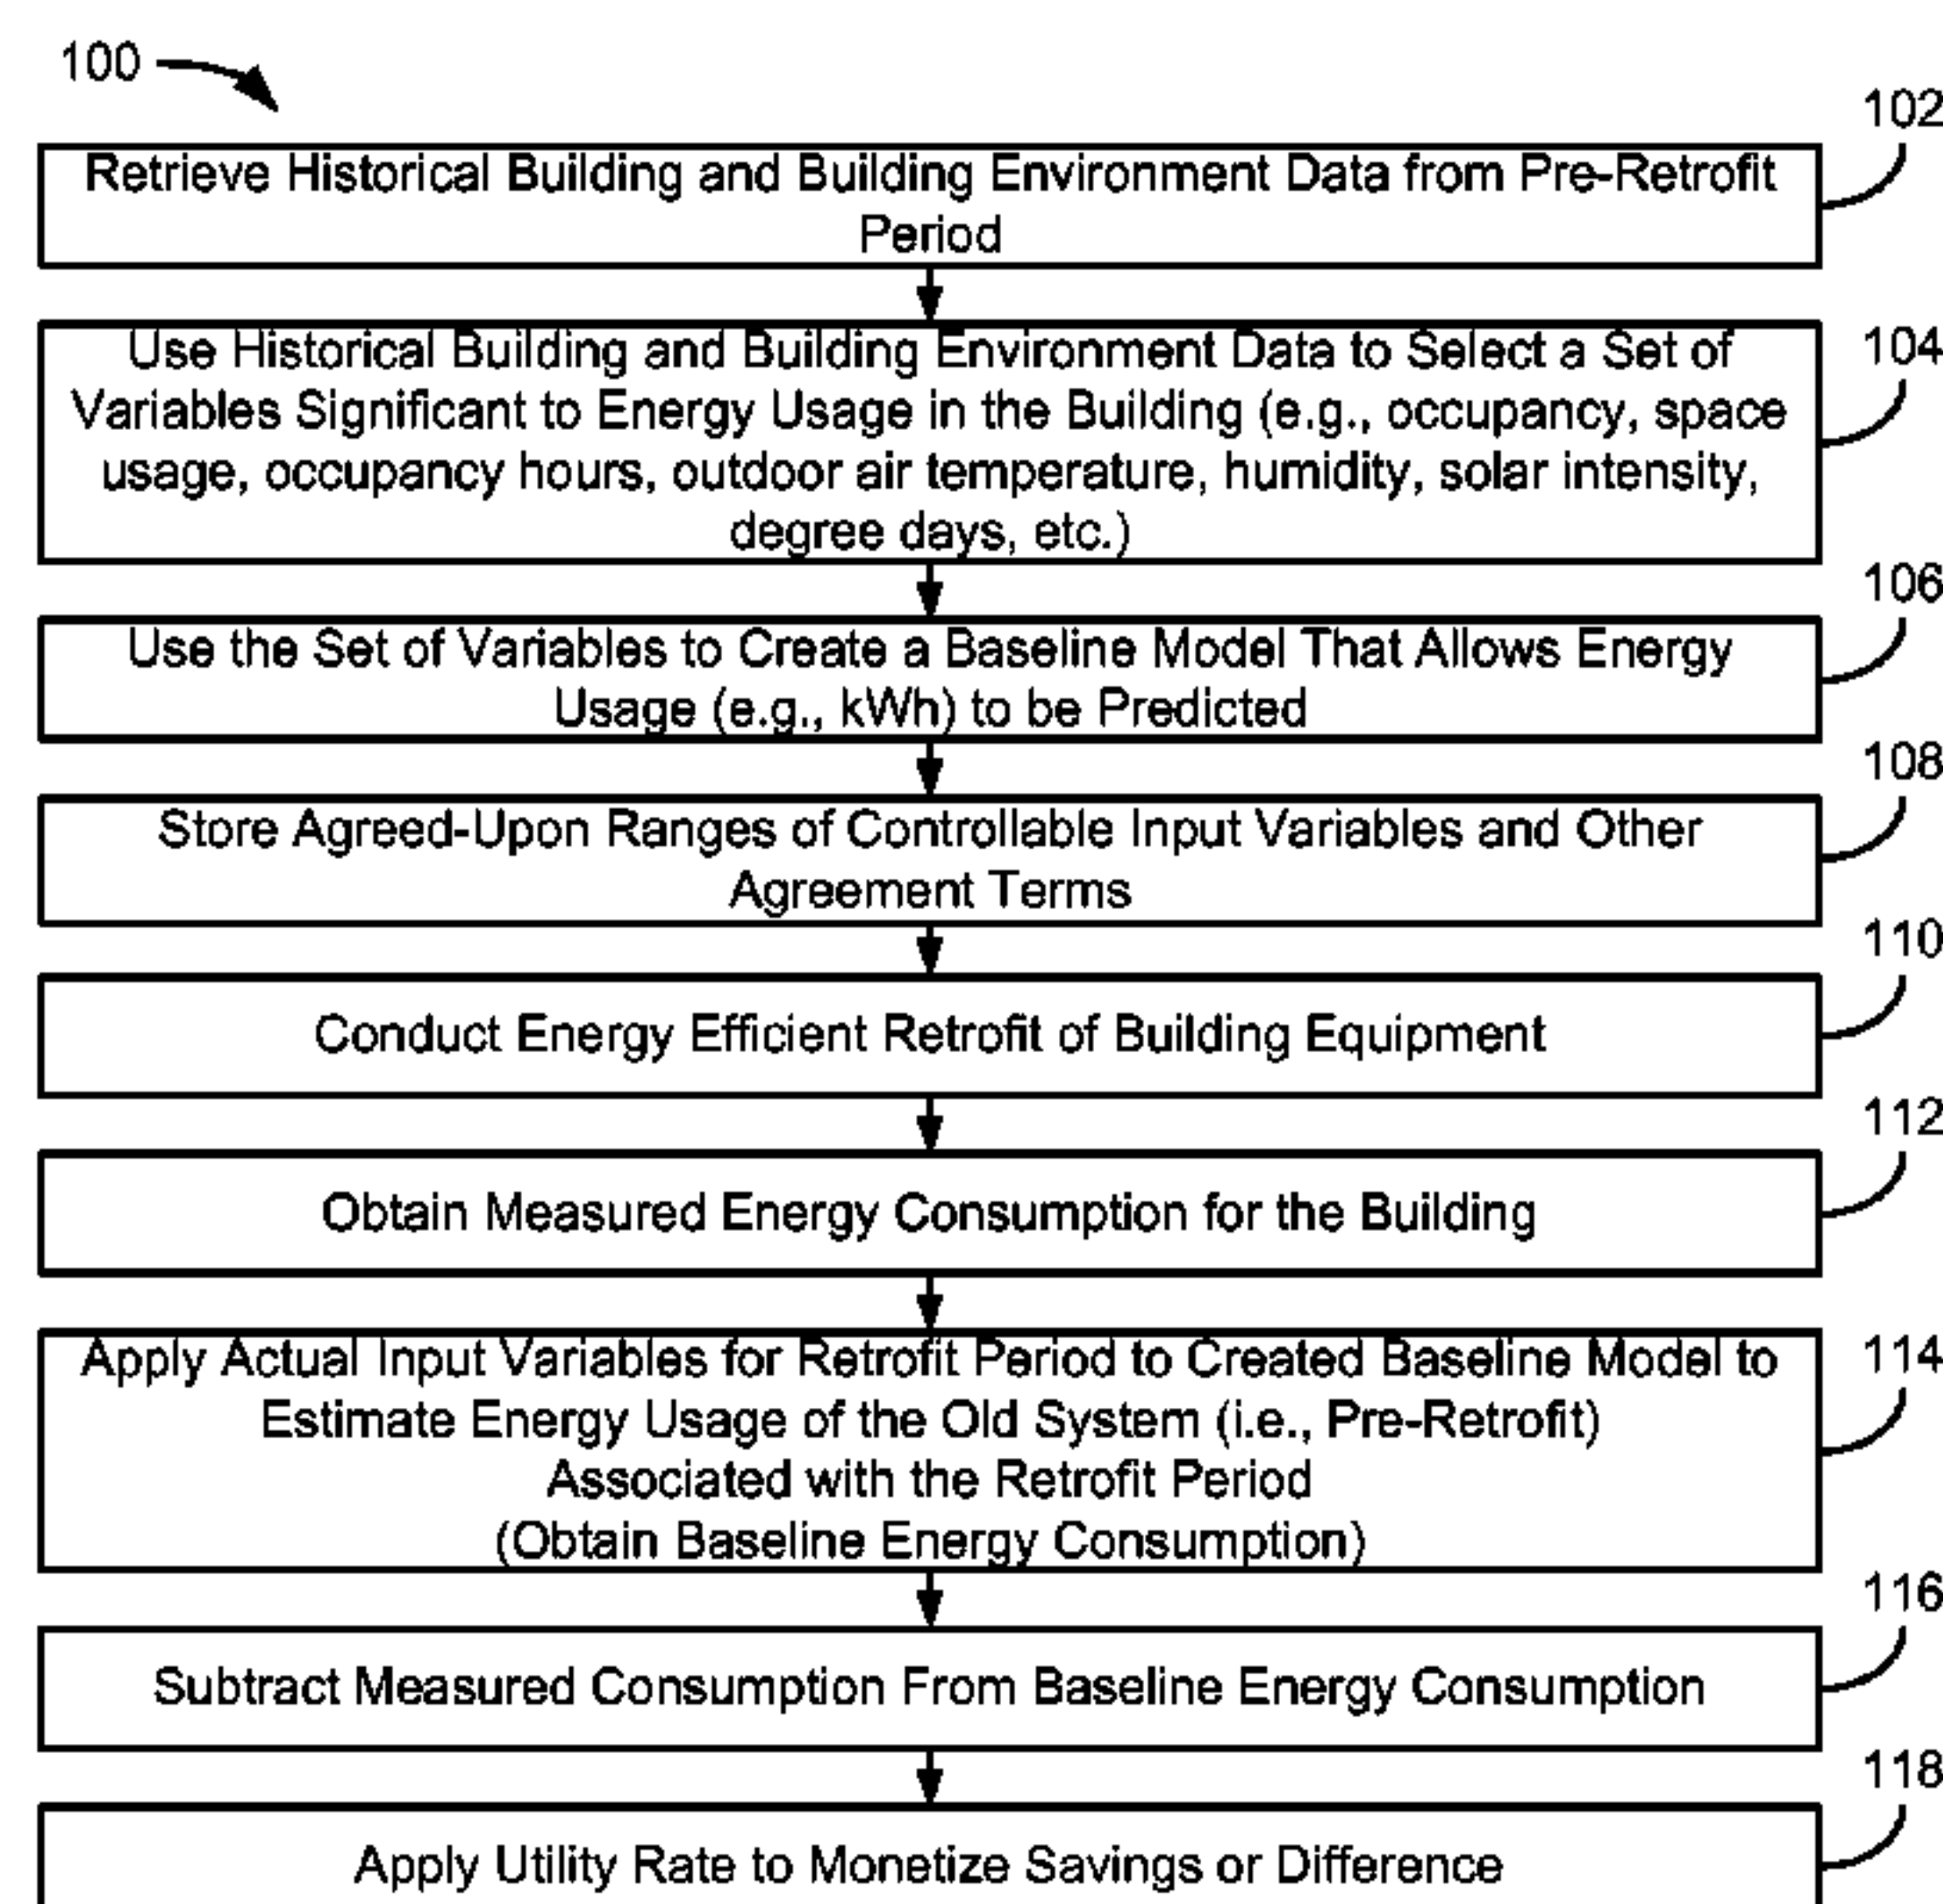 100
102
Retrieve Historical Building and Building Environment Data from Pre-Retrofit
Period
104
Use Historical Building and Building Environment Data to Select a Set of
Variables Significant to Energy Usage in the Building (e.g., occupancy, space
usage, occupancy hours, outdoor air temperature, humidity, solar intensity,
degree days, etc.)
106
Use the Set of Variables to Create a Baseline Model That Allows Energy
Usage (e.g., kWh) to be Predicted
108
Store Agreed-Upon Ranges of Controllable Input Variables and Other
Agreement Terms
110
Conduct Energy Efficient Retrofit of Building Equipment
112
Obtain Measured Energy Consumption for the Building
114
Apply Actual Input Variables for Retrofit Period to Created Baseline Model to
Estimate Energy Usage of the Old System (i.e., Pre-Retrofit)
Associated with the Retrofit Period
(Obtain Baseline Energy Consumption)
116
Subtract Measured Consumption From Baseline Energy Consumption
118
Apply Utility Rate to Monetize Savings or Difference